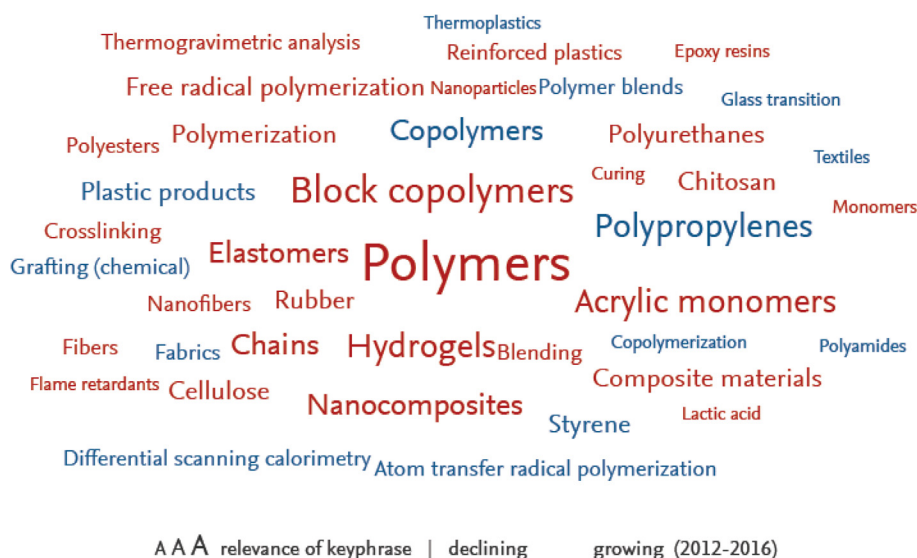 Thermoplastics
Thermogravimetric analysis
Reinforced plastics
Epoxy resins
Free radical polymerization
Nanoparticles
Polymer blends
Glass transition
Polyesters
Polymerization
Copolymers
Polyurethanes
Textiles
Plastic products
Block copolymers
Curing
Chitosan
Monomers
Crosslinking
Elastomers
Polymers
Polypropylenes
Grafting (chemical)
Nanofibers
Rubber
Acrylic monomers
Fibers
Fabrics
Chains
Hydrogels
Blending
Copolymerization
Polyamides
Flame retardants
Cellulose
Nanocomposites
Composite materials
Styrene
Lactic acid
Differential scanning calorimetry
Atom transfer radical polymerization
A A A relevance of keyphrase | declining growing (2012-2016)